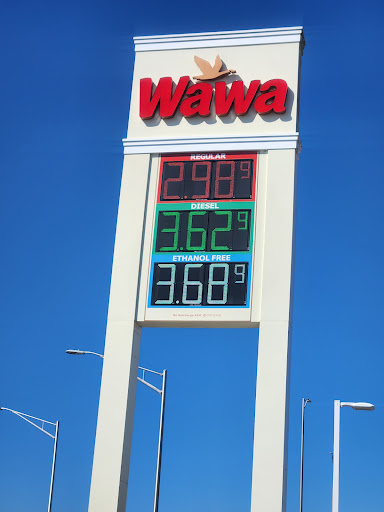 Wawa
REGULAR
2.98 9
DIESEL
3.62 9
ETHANOL FREE
3.68 9